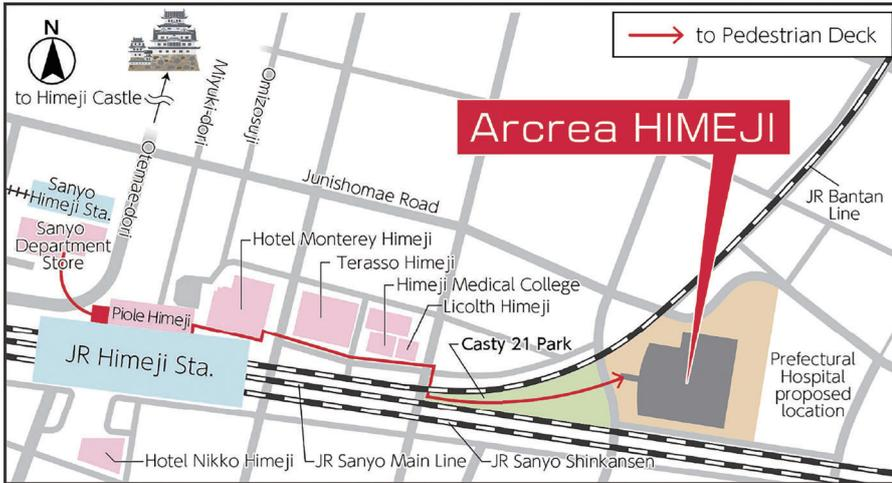 N
to Himeji Castle
to Pedestrian Deck
Arcrea HIMEJI
Miyuki-dori
Omizosuji
Otemae-dori
Junishomae Road
JR Bantan
Line
Sanyo
Himeji Sta.
Sanyo
Department
Store
Hotel Monterey Himeji
Terasso Himeji
Himeji Medical College
Licolth Himeji
Piole Himeji
JR Himeji Sta.
Casty 21 Park
Prefectural
Hospital
proposed
location
Hotel Nikko Himeji
JR Sanyo Main Line
JR Sanyo Shinkansen